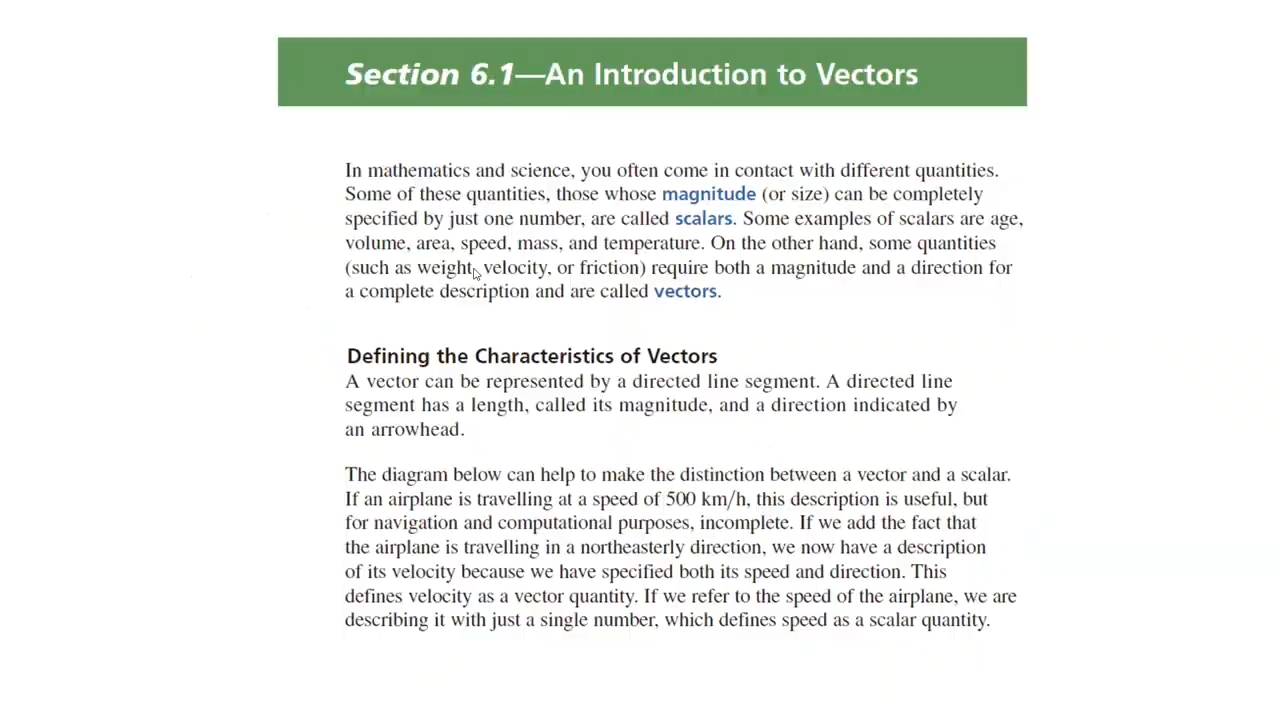 Section 6.1—An Introduction to Vectors
In mathematics and science, you often come in contact with different quantities.
Some of these quantities, those whose magnitude (or size) can be completely
specified by just one number, are called scalars. Some examples of scalars are age,
volume, area, speed, mass, and temperature. On the other hand, some quantities
(such as weight, velocity, or friction) require both a magnitude and a direction for
a complete description and are called vectors.
Defining the Characteristics of Vectors
A vector can be represented by a directed line segment. A directed line
segment has a length, called its magnitude, and a direction indicated by
an arrowhead.
The diagram below can help to make the distinction between a vector and a scalar.
If an airplane is travelling at a speed of 500 km/h, this description is useful, but
for navigation and computational purposes, incomplete. If we add the fact that
the airplane is travelling in a northeasterly direction, we now have a description
of its velocity because we have specified both its speed and direction. This
defines velocity as a vector quantity. If we refer to the speed of the airplane, we are
describing it with just a single number, which defines speed as a scalar quantity.